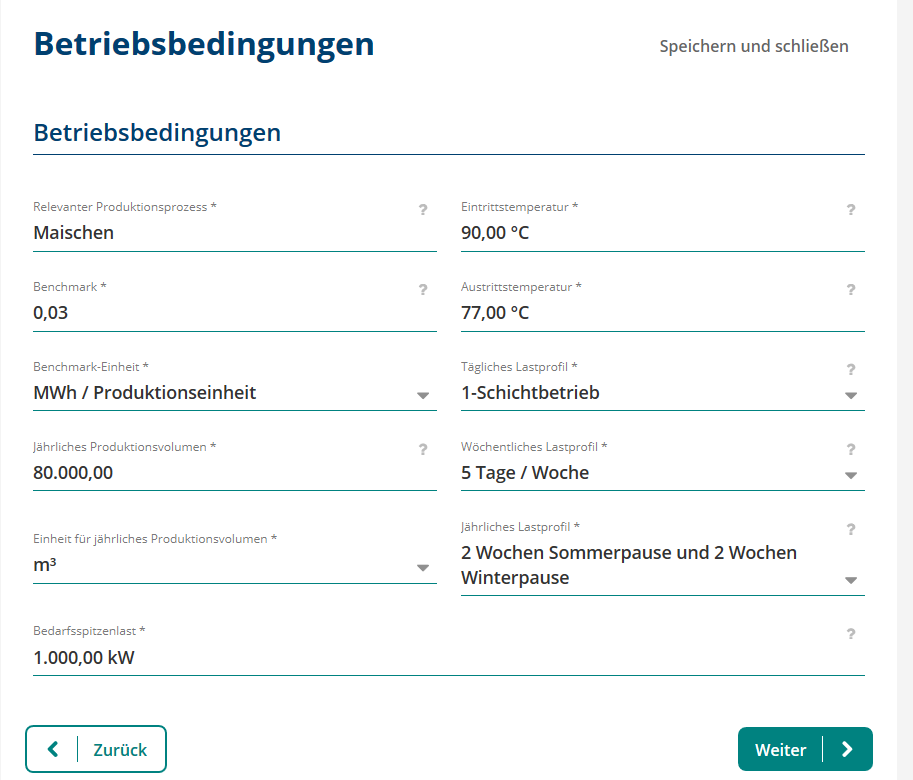 Betriebsbedingungen
Speichern und schließen
Betriebsbedingungen
Relevanter Produktionsprozess *
?
Maischen
Eintrittstemperatur *
?
90,00 °C
Benchmark *
?
0,03
Austrittstemperatur *
?
77,00 °C
Benchmark-Einheit *
MWh / Produktionseinheit
Tägliches Lastprofil *
?
1-Schichtbetrieb
Jährliches Produktionsvolumen *
?
80.000,00
Wöchentliches Lastprofil *
?
5 Tage / Woche
Einheit für jährliches Produktionsvolumen *
m³
Jährliches Lastprofil *
?
2 Wochen Sommerpause und 2 Wochen
Winterpause
Bedarfsspitzenlast *
?
1.000,00 kW
Zurück
Weiter